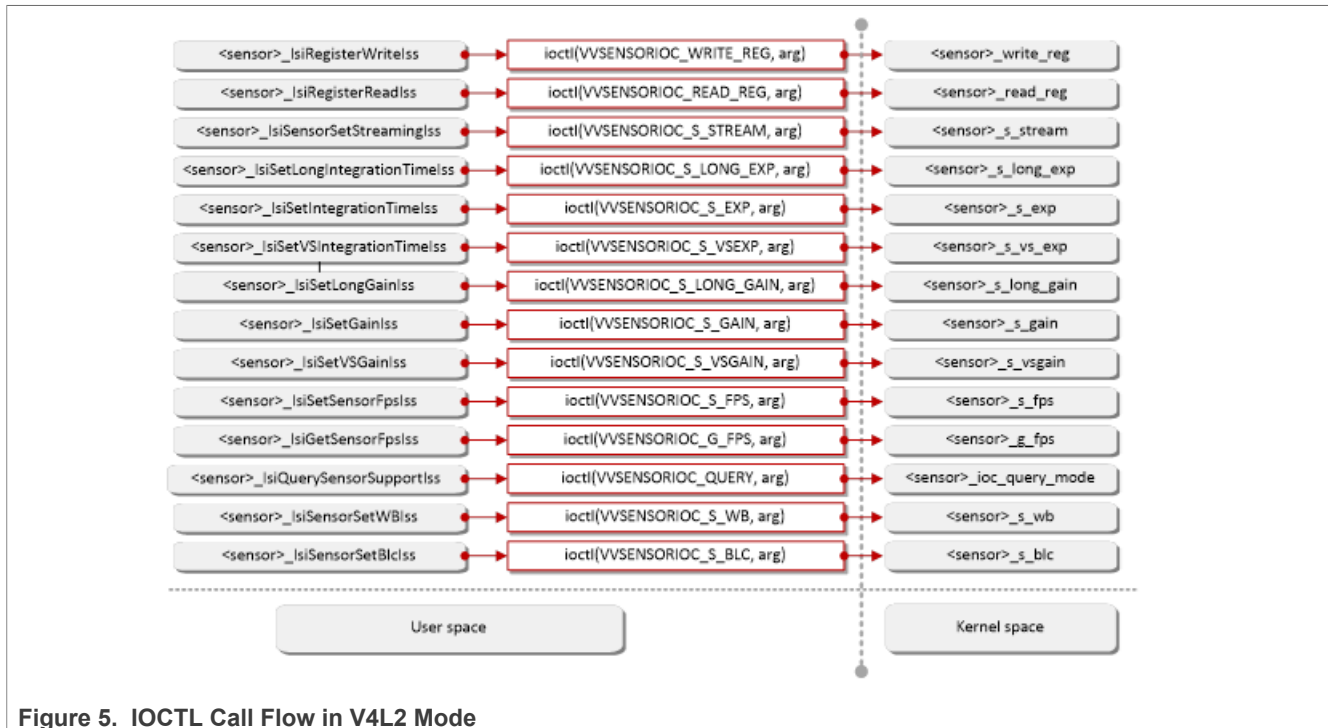 <sensor>_IsiRegisterWriteIss ioctl(VVSENSORIOC_WRITE_REG, arg) <sensor>_write_reg
<sensor>_IsiRegisterReadIss ioctl(VVSENSORIOC_READ_REG, arg) <sensor>_read_reg
<sensor>_IsiSensorSetStreamingIss ioctl(VVSENSORIOC_S_STREAM, arg) <sensor>_s_stream
<sensor>_IsiSetLongIntegrationTimeIss ioctl(VVSENSORIOC_S_LONG_EXP, arg) <sensor>_s_long_exp
<sensor>_IsiSetIntegrationTimeIss ioctl(VVSENSORIOC_S_EXP, arg) <sensor>_s_exp
<sensor>_IsiSetVSIntegrationTimeIss ioctl(VVSENSORIOC_S_VSEXP, arg) <sensor>_s_vs_exp
<sensor>_IsiSetLongGainIss ioctl(VVSENSORIOC_S_LONG_GAIN, arg) <sensor>_s_long_gain
<sensor>_IsiSetGainIss ioctl(VVSENSORIOC_S_GAIN, arg) <sensor>_s_gain
<sensor>_IsiSetVSGainIss ioctl(VVSENSORIOC_S_VSGAIN, arg) <sensor>_s_vsgain
<sensor>_IsiSetSensorFpsIss ioctl(VVSENSORIOC_S_FPS, arg) <sensor>_s_fps
<sensor>_IsiGetSensorFpsIss ioctl(VVSENSORIOC_G_FPS, arg) <sensor>_g_fps
<sensor>_IsiQuerySensorSupportIss ioctl(VVSENSORIOC_QUERY, arg) <sensor>_ioc_query_mode
<sensor>_IsiSensorSetWBIss ioctl(VVSENSORIOC_S_WB, arg) <sensor>_s_wb
<sensor>_IsiSensorSetBlcIss ioctl(VVSENSORIOC_S_BLC, arg) <sensor>_s_blc
User space Kernel space
Figure 5. IOCTL Call Flow in V4L2 Mode